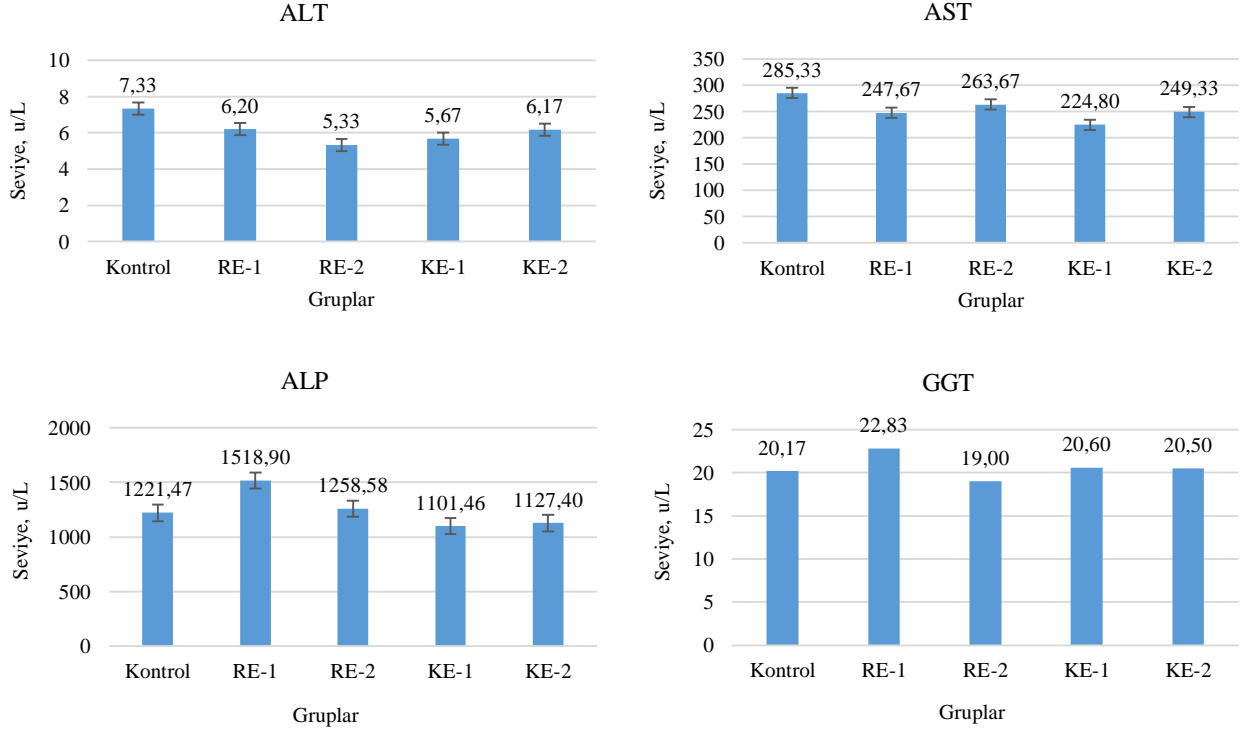 ALT
Seviye, u/L
10
8
6
4
2
0
7,33
6,20
5,33
5,67
6,17
Kontrol RE-1 RE-2 KE-1 KE-2
Gruplar
AST
Seviye, u/L
350
300
250
200
150
100
50
0
285,33
247,67
263,67
224,80
249,33
Kontrol RE-1 RE-2 KE-1 KE-2
Gruplar
ALP
Seviye, u/L
2000
1500
1000
500
0
1221,47
1518,90
1258,58
1101,46
1127,40
Kontrol RE-1 RE-2 KE-1 KE-2
Gruplar
GGT
Seviye, u/L
25
20
15
10
5
0
20,17
22,83
19,00
20,60
20,50
Kontrol RE-1 RE-2 KE-1 KE-2
Gruplar